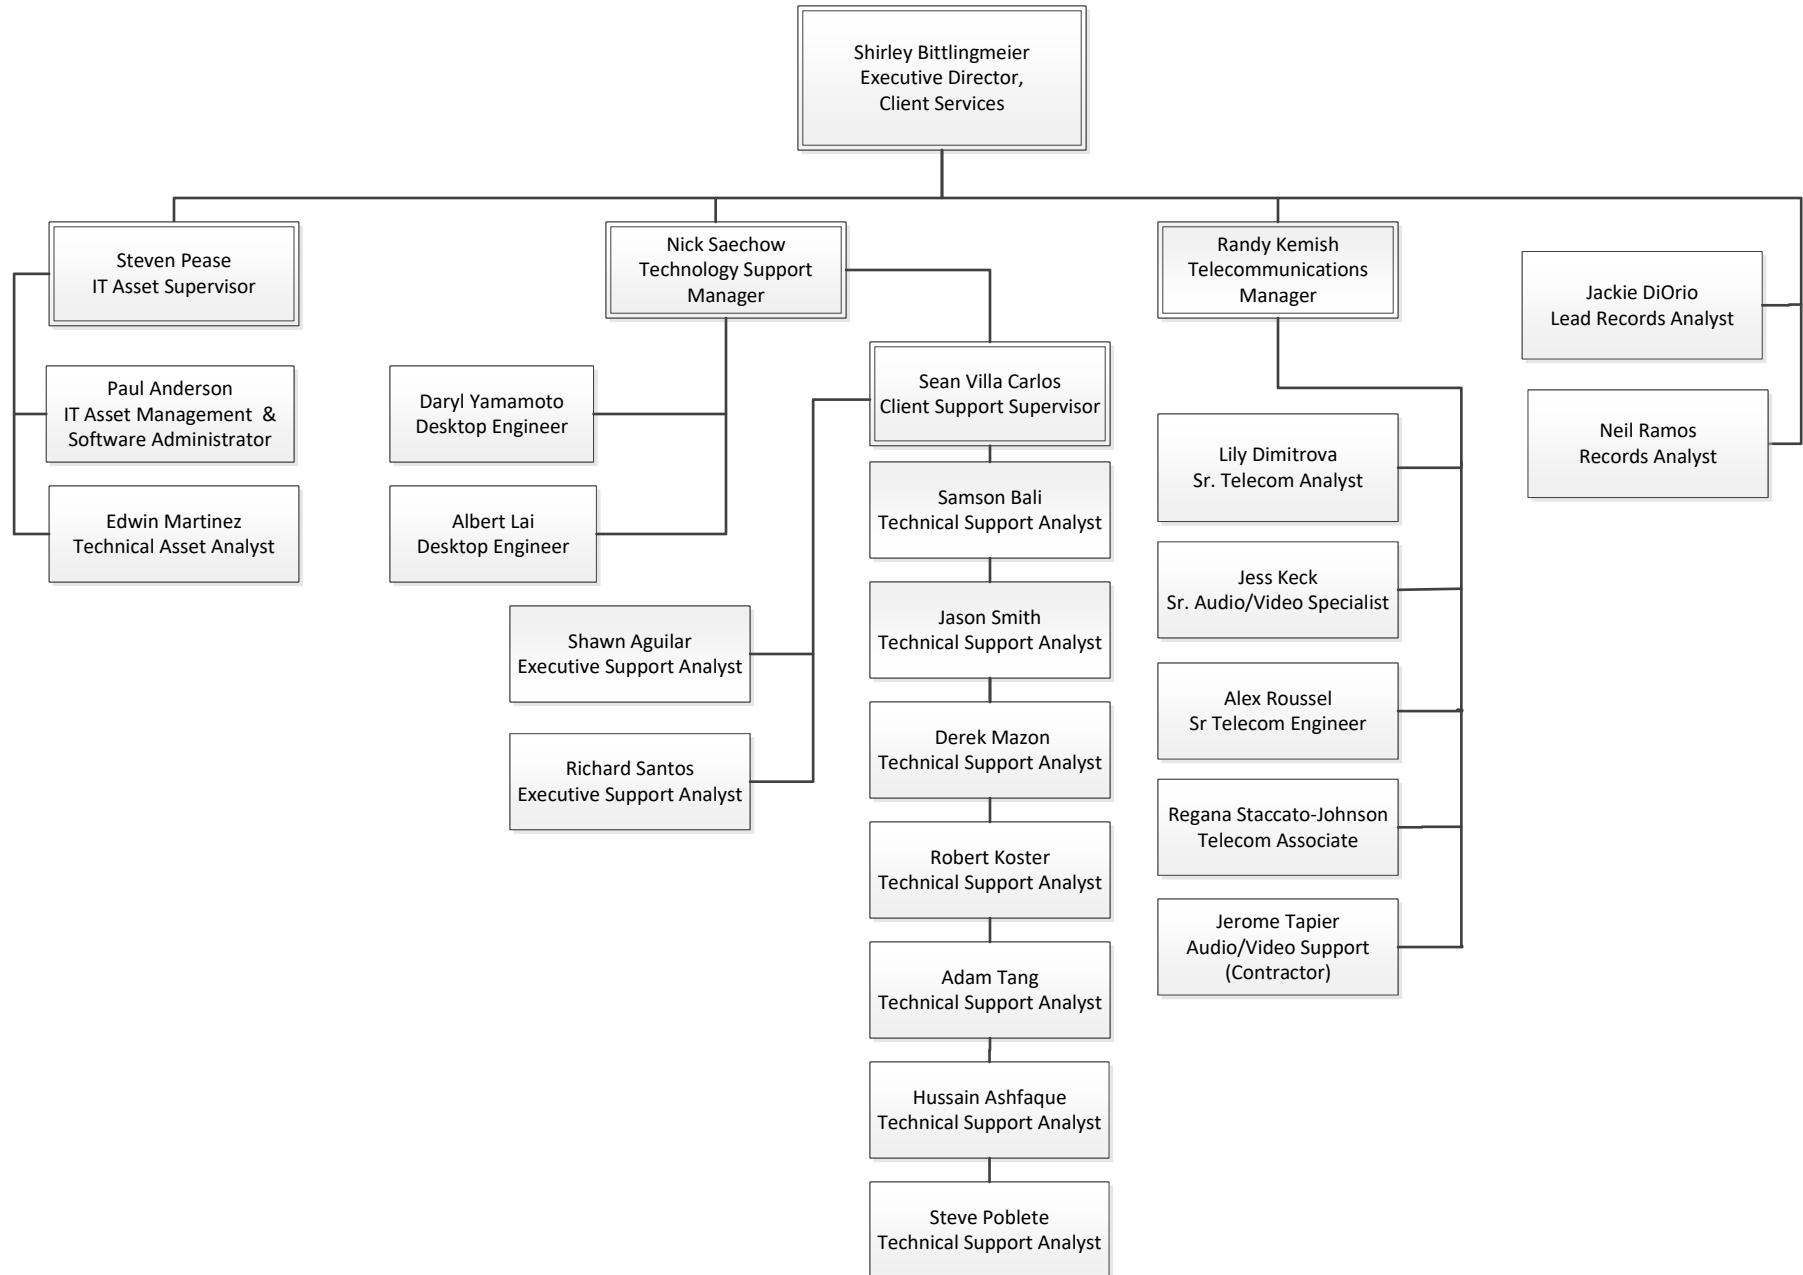 Shirley Bittlingmeier
Executive Director,
Client Services
Steven Pease
IT Asset Supervisor
Paul Anderson
IT Asset Management  &
Software Administrator
Edwin Martinez
Technical Asset Analyst
Nick Saechow
Technology Support
Manager
Daryl Yamamoto
Desktop Engineer
Albert Lai
Desktop Engineer
Sean Villa Carlos
Client Support Supervisor
Shawn Aguilar
Executive Support Analyst
Richard Santos
Executive Support Analyst
Samson Bali
Technical Support Analyst
Jason Smith
Technical Support Analyst
Derek Mazon
Technical Support Analyst
Robert Koster
Technical Support Analyst
Adam Tang
Technical Support Analyst
Hussain Ashfaque
Technical Support Analyst
Steve Poblete
Technical Support Analyst
Randy Kemish
Telecommunications
Manager
Lily Dimitrova
Sr. Telecom Analyst
Jess Keck
Sr. Audio/Video Specialist
Alex Roussel
Sr Telecom Engineer
Regana Staccato-Johnson
Telecom Associate
Jerome Tapier
Audio/Video Support
(Contractor)
Jackie DiOrio
Lead Records Analyst
Neil Ramos
Records Analyst